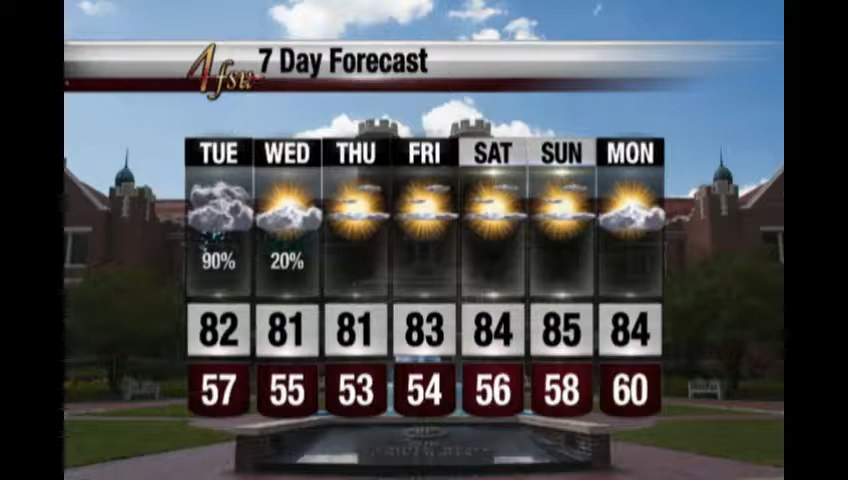 4fsu 7 Day Forecast
TUE WED THU FRI SAT SUN MON
90% 20%
82 81 81 83 84 85 84
57 55 53 54 56 58 60